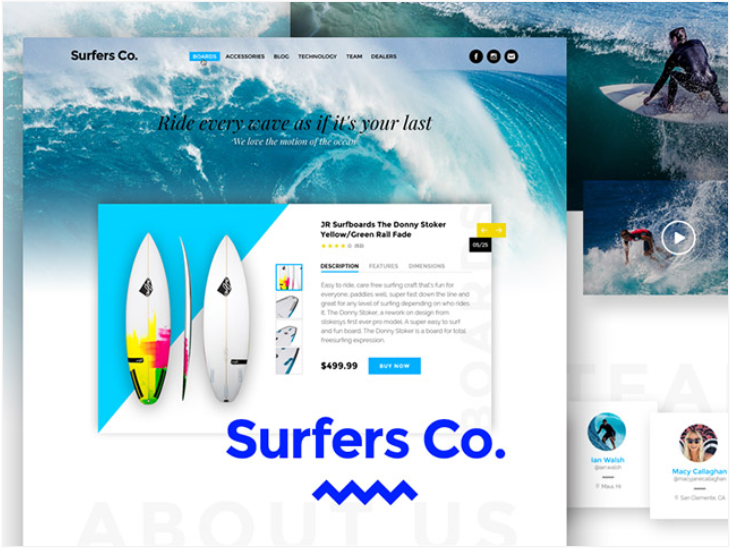 Surfers Co.
BOARDS ACCESSORIES BLOG TECHNOLOGY TEAM DEALERS
Ride every wave as if it's your last
We love the motion of the ocean
JR Surfboards The Donny Stoker
Yellow/Green Rail Fade
05/25
DESCRIPTION FEATURES DIMENSIONS
Easy to ride, care free surfing craft that's fun for
everyone, paddles well, super fast down the line and
great for any level of surfing depending on who rides
it. The Donny Stoker, a rework on design from
stokesys first ever pro model. A super easy to surf
and fun board. The Donny Stoker is a board for total
freesurfing expression.
$499.99 BUY NOW
BOARDS
Surfers Co.
ABOUT US
TEA
Ian Walsh
@ianwalsh
Maui, HI
Macy Callaghan
@macyjanecallaghan
San Clemente, CA